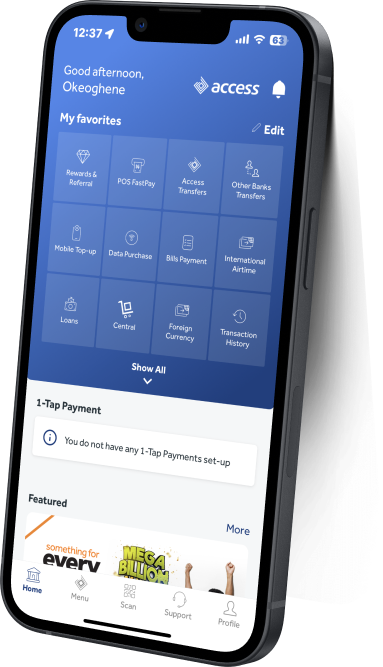 12:37
63
Good afternoon,
Okeoghene
access
My favorites
Edit
Rewards &
Referral
POS FastPay
Access
Transfers
Other Banks
Transfers
Mobile Top-up
Data Purchase
Bills Payment
International
Airtime
Loans
Central
Foreign
Currency
Transaction
History
Show All
1-Tap Payment
You do not have any 1-Tap Payments set-up
Featured
More
something for
every
MEGA
BILLION
Home
Menu
Scan
Support
Profile